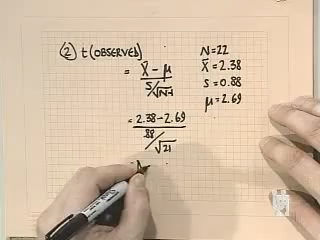 ② t (OBSERVED)
= X̄ - μ
S/√N-1
= 2.38 - 2.69
.88/√21
N=22
X̄ = 2.38
S = 0.88
μ = 2.69